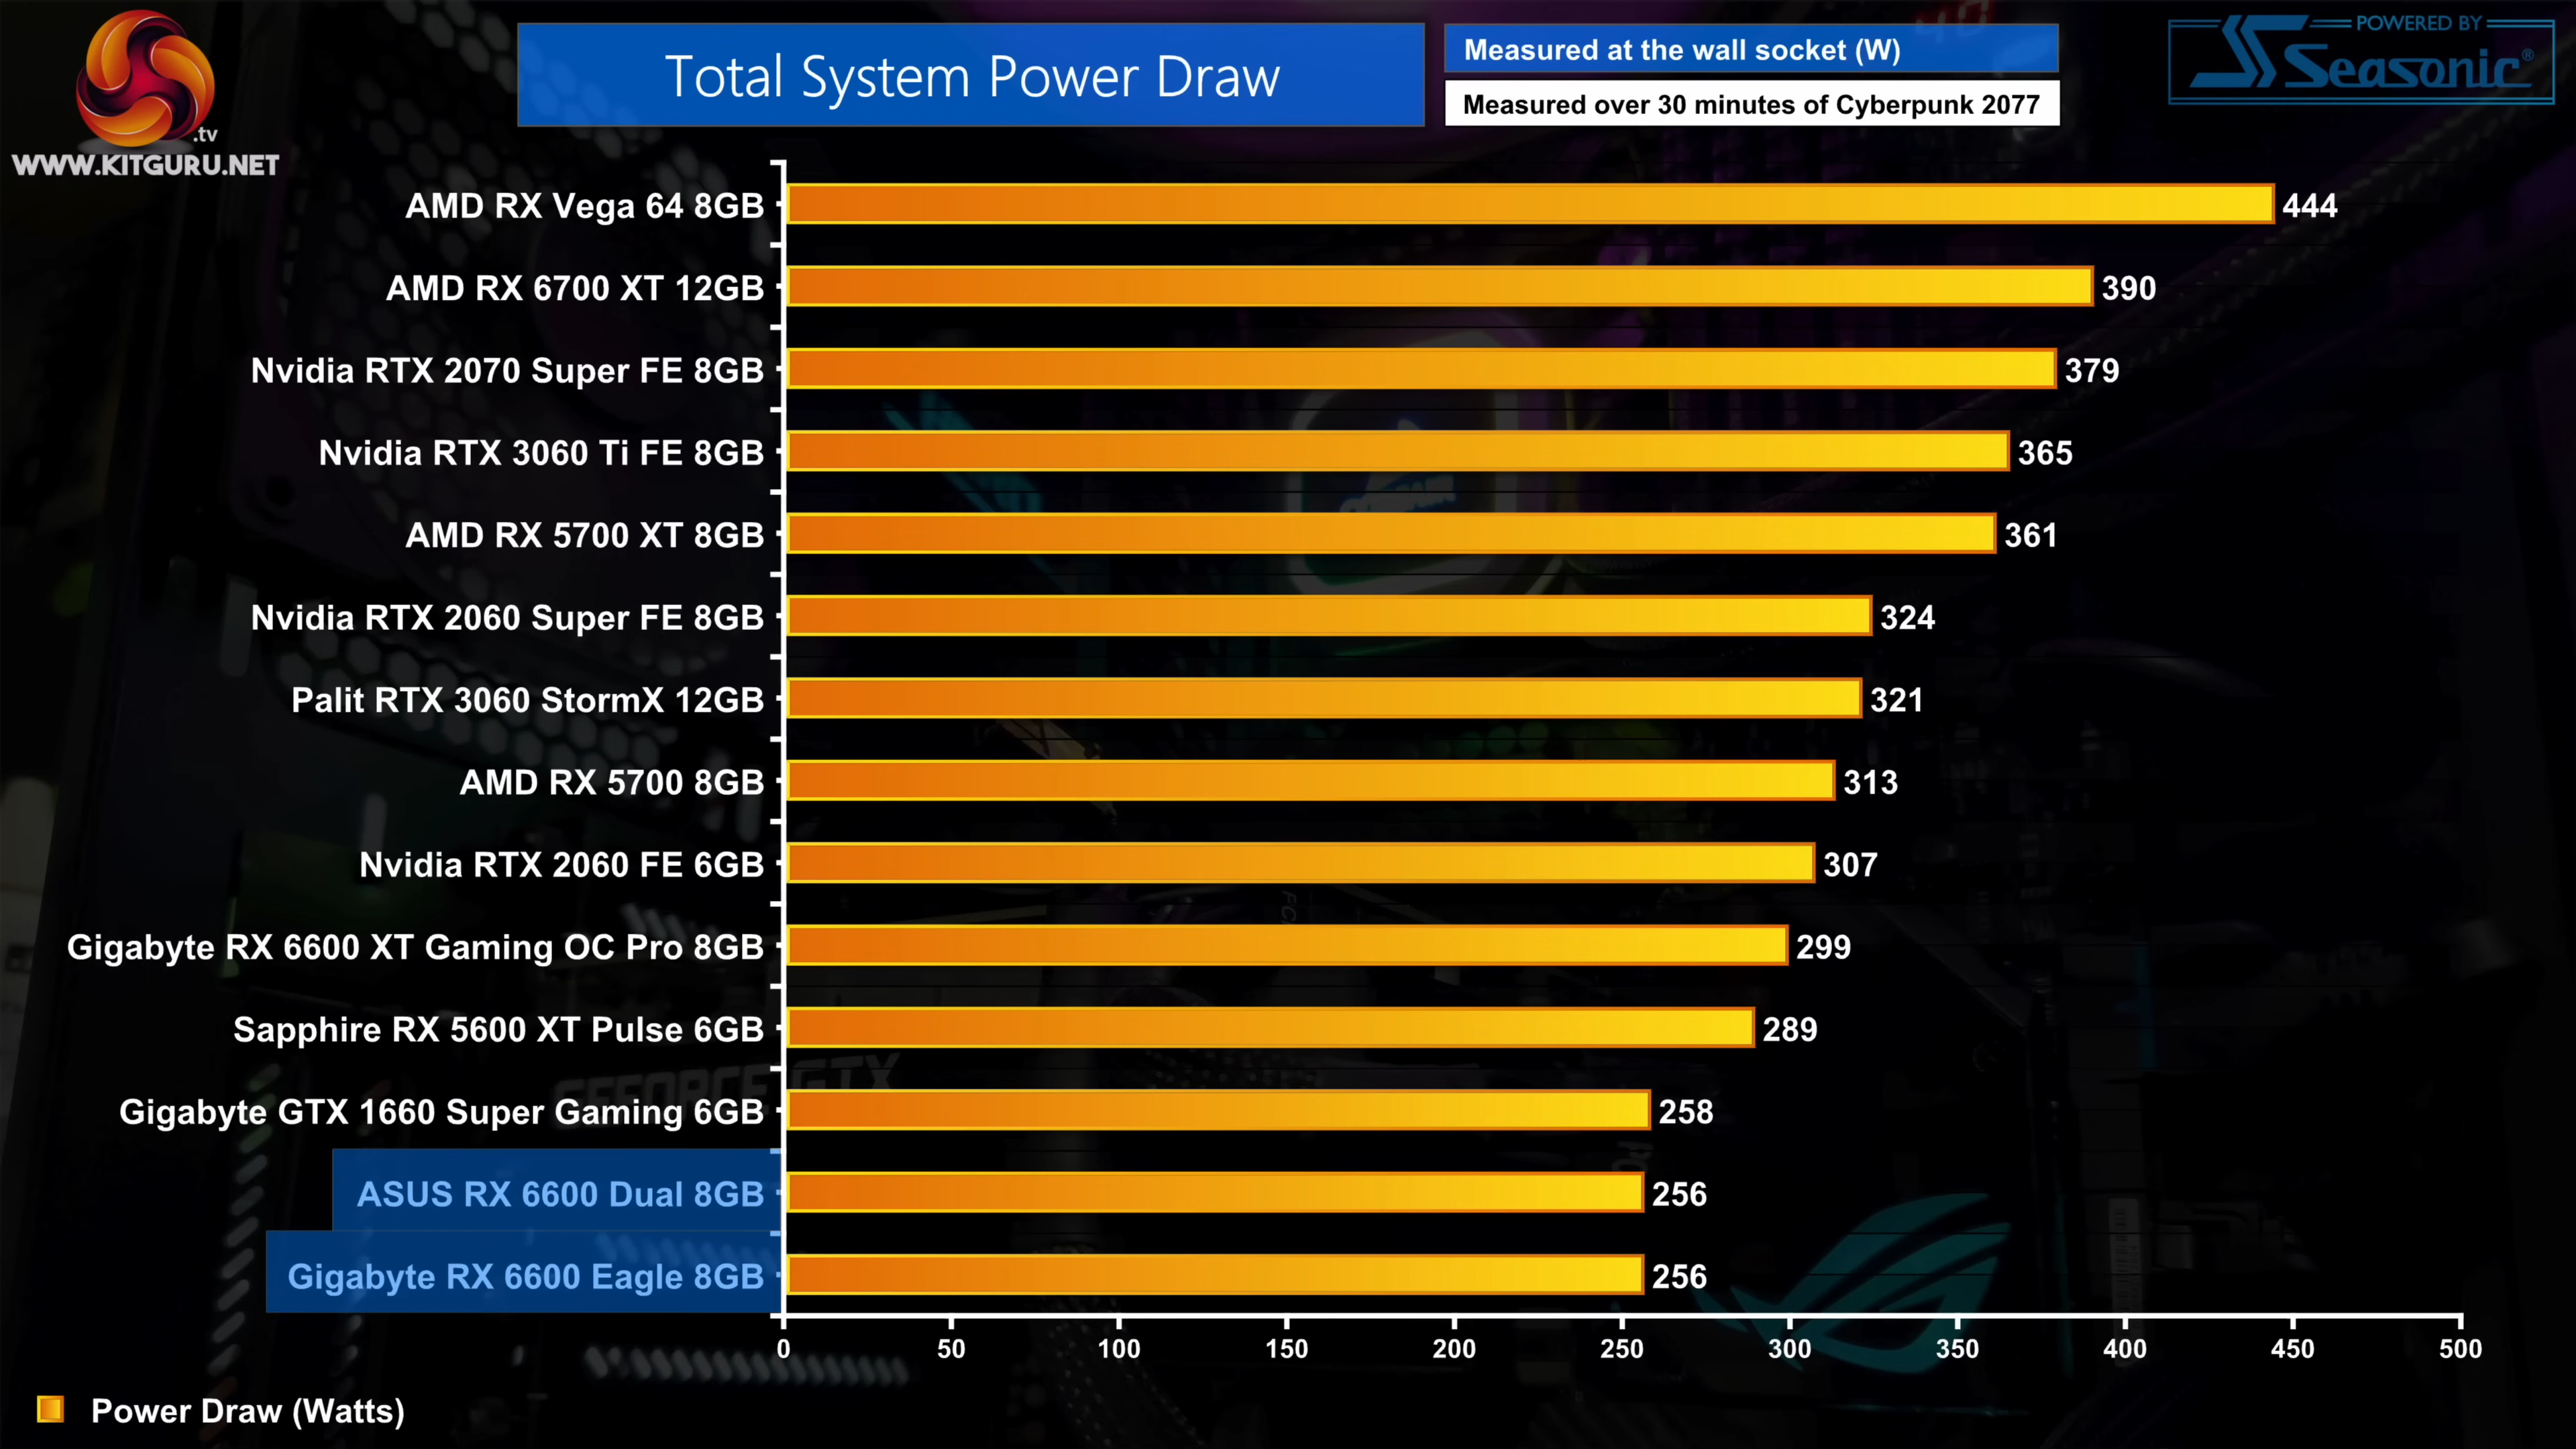 .tv
WWW.KITGURU.NET
Total System Power Draw
Measured at the wall socket (W)
Measured over 30 minutes of Cyberpunk 2077
POWERED BY
Seasonic®
AMD RX Vega 64 8GB 444
AMD RX 6700 XT 12GB 390
Nvidia RTX 2070 Super FE 8GB 379
Nvidia RTX 3060 Ti FE 8GB 365
AMD RX 5700 XT 8GB 361
Nvidia RTX 2060 Super FE 8GB 324
Palit RTX 3060 StormX 12GB 321
AMD RX 5700 8GB 313
Nvidia RTX 2060 FE 6GB 307
Gigabyte RX 6600 XT Gaming OC Pro 8GB 299
Sapphire RX 5600 XT Pulse 6GB 289
GEFORCE GTX
Gigabyte GTX 1660 Super Gaming 6GB 258
ASUS RX 6600 Dual 8GB 256
Gigabyte RX 6600 Eagle 8GB 256
0 50 100 150 200 250 300 350 400 450 500
Power Draw (Watts)